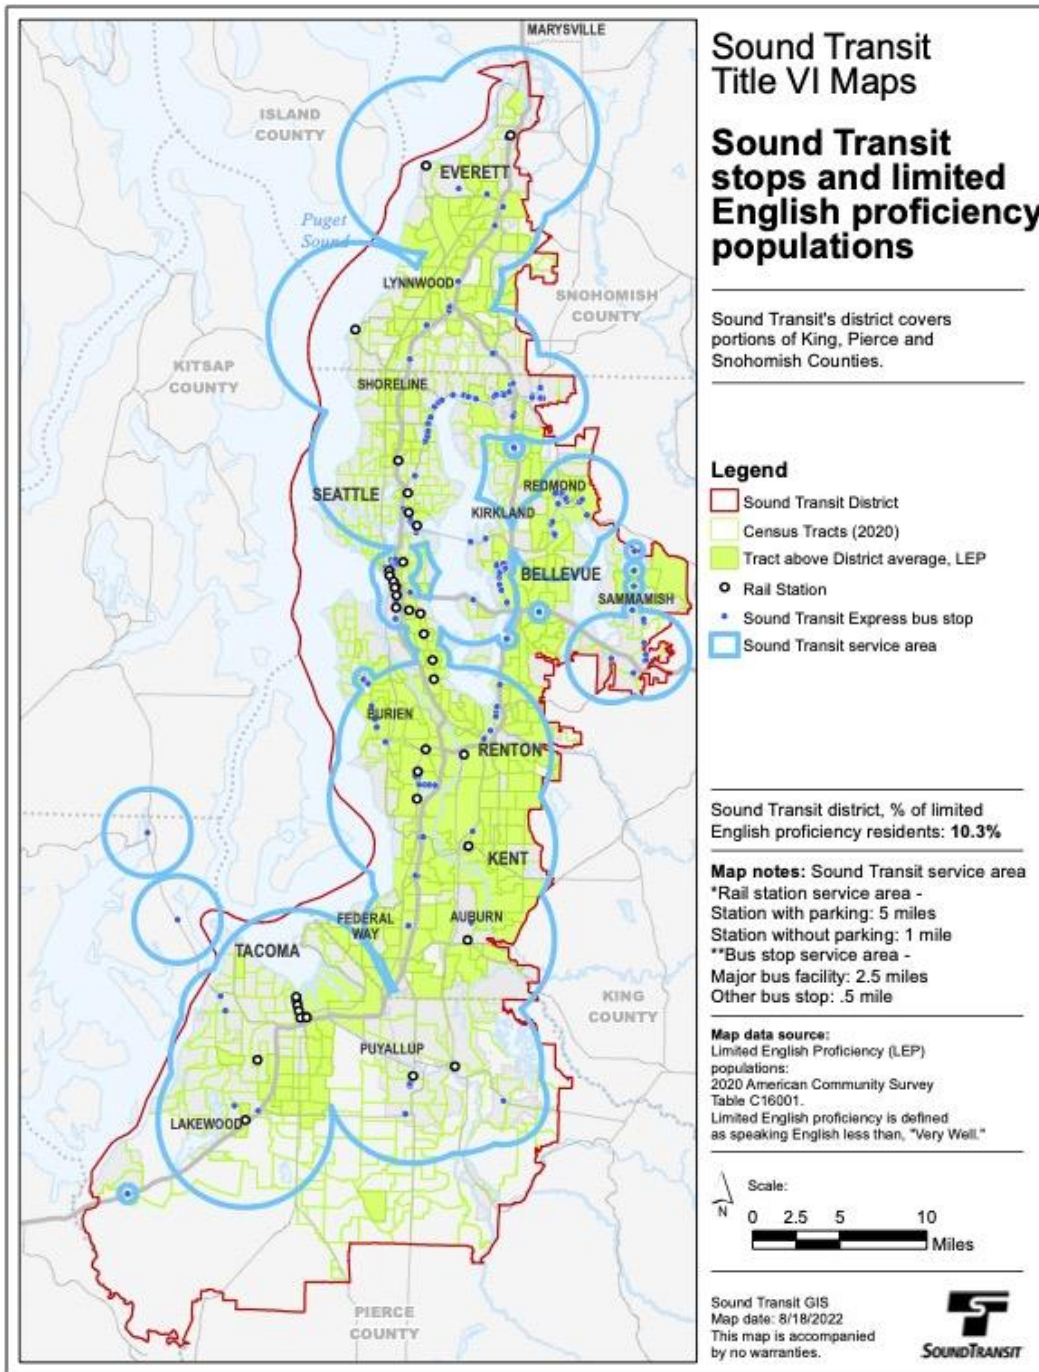 MARYSVILLE
ISLAND
COUNTY
EVERETT
Puget
Sound
LYNNWOOD
SNOHOMISH
COUNTY
KITSAP
COUNTY
SHORELINE
SEATTLE
REDMOND
KIRKLAND
BELLEVUE
SAMMAMISH
BURIEN
RENTON
KENT
FEDERAL
WAY
AUBURN
TACOMA
KING
COUNTY
PUYALLUP
LAKEWOOD
PIERCE
COUNTY
Sound Transit
Title VI Maps
Sound Transit
stops and limited
English proficiency
populations
Sound Transit's district covers
portions of King, Pierce and
Snohomish Counties.
Legend
Sound Transit District
Census Tracts (2020)
Tract above District average, LEP
Rail Station
Sound Transit Express bus stop
Sound Transit service area
Sound Transit district, % of limited
English proficiency residents: 10.3%
Map notes: Sound Transit service area
*Rail station service area -
Station with parking: 5 miles
Station without parking: 1 mile
**Bus stop service area -
Major bus facility: 2.5 miles
Other bus stop: .5 mile
Map data source:
Limited English Proficiency (LEP)
populations:
2020 American Community Survey
Table C16001.
Limited English proficiency is defined
as speaking English less than, "Very Well."
N
Scale:
0 2.5 5 10
Miles
Sound Transit GIS
Map date: 8/18/2022
This map is accompanied
by no warranties.
SOUNDTRANSIT